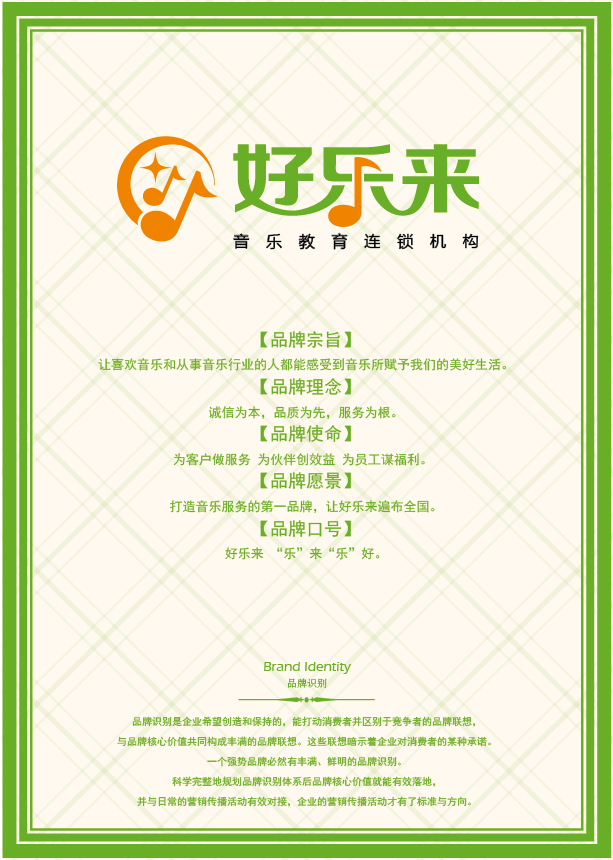 好乐来
音乐教育连锁机构
【品牌宗旨】
让喜欢音乐和从事音乐行业的人都能感受到音乐所赋予我们的美好生活。
【品牌理念】
诚信为本，品质为先，服务为根。
【品牌使命】
为客户做服务 为伙伴创效益 为员工谋福利。
【品牌愿景】
打造音乐服务的第一品牌，让好乐来遍布全国。
【品牌口号】
好乐来 “乐”来“乐”好。
Brand Identity
品牌识别
品牌识别是企业希望创造和保持的，能打动消费者并区别于竞争者的品牌联想，
与品牌核心价值共同构成丰满的品牌联想。这些联想暗示着企业对消费者的某种承诺。
一个强势品牌必然有丰满、鲜明的品牌识别。
科学完整地规划品牌识别体系后品牌核心价值就能有效落地，
并与日常的营销传播活动有效对接，企业的营销传播活动才有了标准与方向。